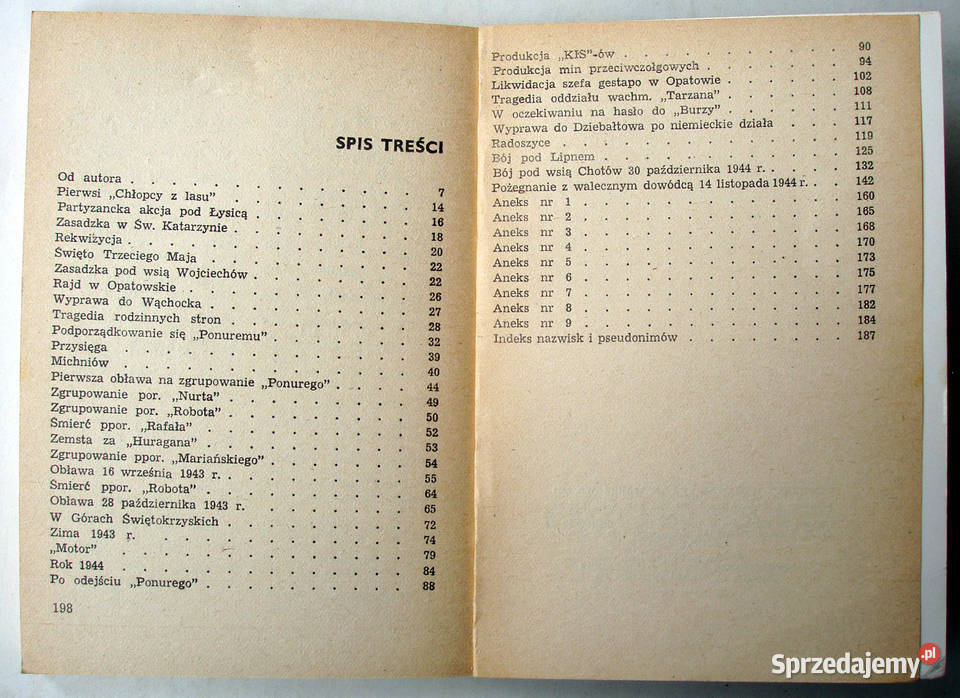 SPIS TREŚCI
Od autora . . . . . . . . . . . 7
Pierwsi „Chłopcy z lasu” . . . . . . . 14
Partyzancka akcja pod Łysicą . . . . . . 16
Zasadzka w Św. Katarzynie . . . . . . . 18
Rekwizycja . . . . . . . . . . . 20
Święto Trzeciego Maja . . . . . . . . 22
Zasadzka pod wsią Wojciechów . . . . . . 22
Rajd w Opatowskie . . . . . . . . . 26
Wyprawa do Wąchocka . . . . . . . . 27
Tragedia rodzinnych stron . . . . . . . 28
Podporządkowanie się „Ponuremu” . . . . . 32
Przysięga . . . . . . . . . . . 39
Michniów . . . . . . . . . . . 40
Pierwsza obława na zgrupowanie „Ponurego” . . . 44
Zgrupowanie por. „Nurta” . . . . . . . 49
Zgrupowanie por. „Robota” . . . . . . . 50
Śmierć ppor. „Rafała” . . . . . . . . 52
Zemsta za „Huragana” . . . . . . . . 53
Zgrupowanie ppor. „Mariańskiego” . . . . . 54
Obława 16 września 1943 r. . . . . . . . 55
Śmierć ppor. „Robota” . . . . . . . . 64
Obława 28 października 1943 r. . . . . . . 65
W Górach Świętokrzyskich . . . . . . . 72
Zima 1943 r. . . . . . . . . . . 74
„Motor” . . . . . . . . . . . 79
Rok 1944 . . . . . . . . . . . 84
Po odejściu „Ponurego” . . . . . . . . 88
198
Produkcja „KIS”-ów . . . . . . . . . 90
Produkcja min przeciwczołgowych . . . . . . 94
Likwidacja szefa gestapo w Opatowie . . . . . 102
Tragedia oddziału wachm. „Tarzana” . . . . . 108
W oczekiwaniu na hasło do „Burzy” . . . . . 111
Wyprawa do Dziebałtowa po niemieckie działa . . . 117
Radoszyce . . . . . . . . . . . 119
Bój pod Lipnem . . . . . . . . . . 125
Bój pod wsią Chotów 30 października 1944 r. . . . 132
Pożegnanie z walecznym dowódcą 14 listopada 1944 r. . . 142
Aneks nr 1 . . . . . . . . . . . 160
Aneks nr 2 . . . . . . . . . . . 165
Aneks nr 3 . . . . . . . . . . . 168
Aneks nr 4 . . . . . . . . . . . 170
Aneks nr 5 . . . . . . . . . . . 173
Aneks nr 6 . . . . . . . . . . . 175
Aneks nr 7 . . . . . . . . . . . 177
Aneks nr 8 . . . . . . . . . . . 182
Aneks nr 9 . . . . . . . . . . . 184
Indeks nazwisk i pseudonimów . . . . . . . 187
Sprzedajemy.pl